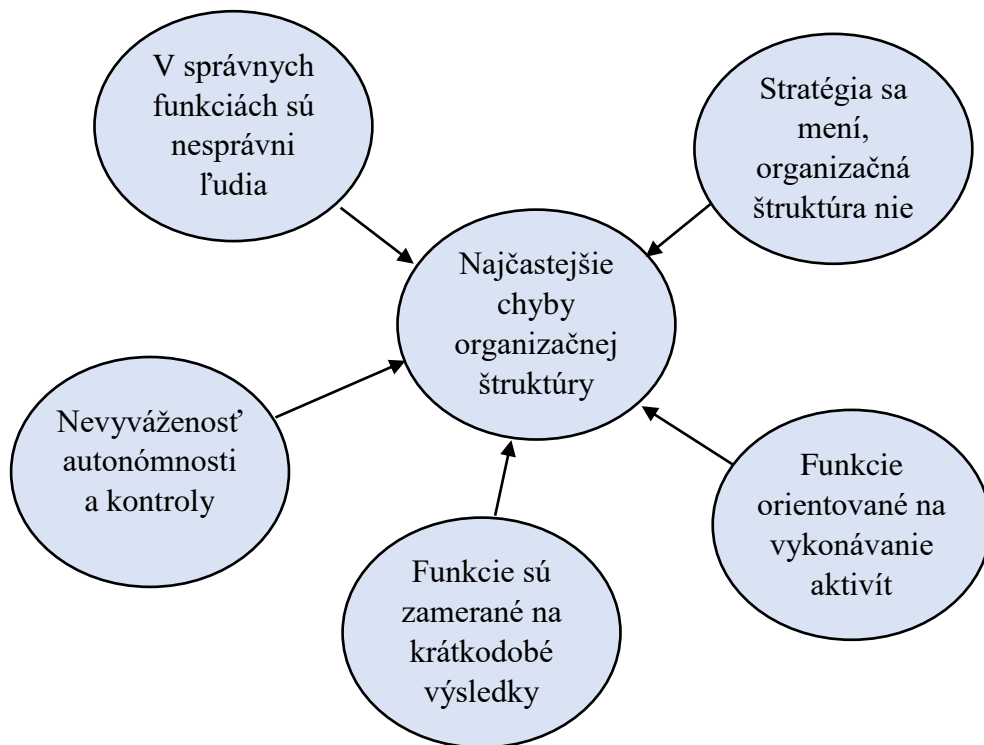 V správnych
funkciách sú
nesprávni
ľudia
Stratégia sa
mení,
organizačná
štruktúra nie
Najčastejšie
chyby
organizačnej
štruktúry
Nevyváženosť
autonómnosti
a kontroly
Funkcie
orientované na
vykonávanie
aktivít
Funkcie sú
zamerané na
krátkodobé
výsledky